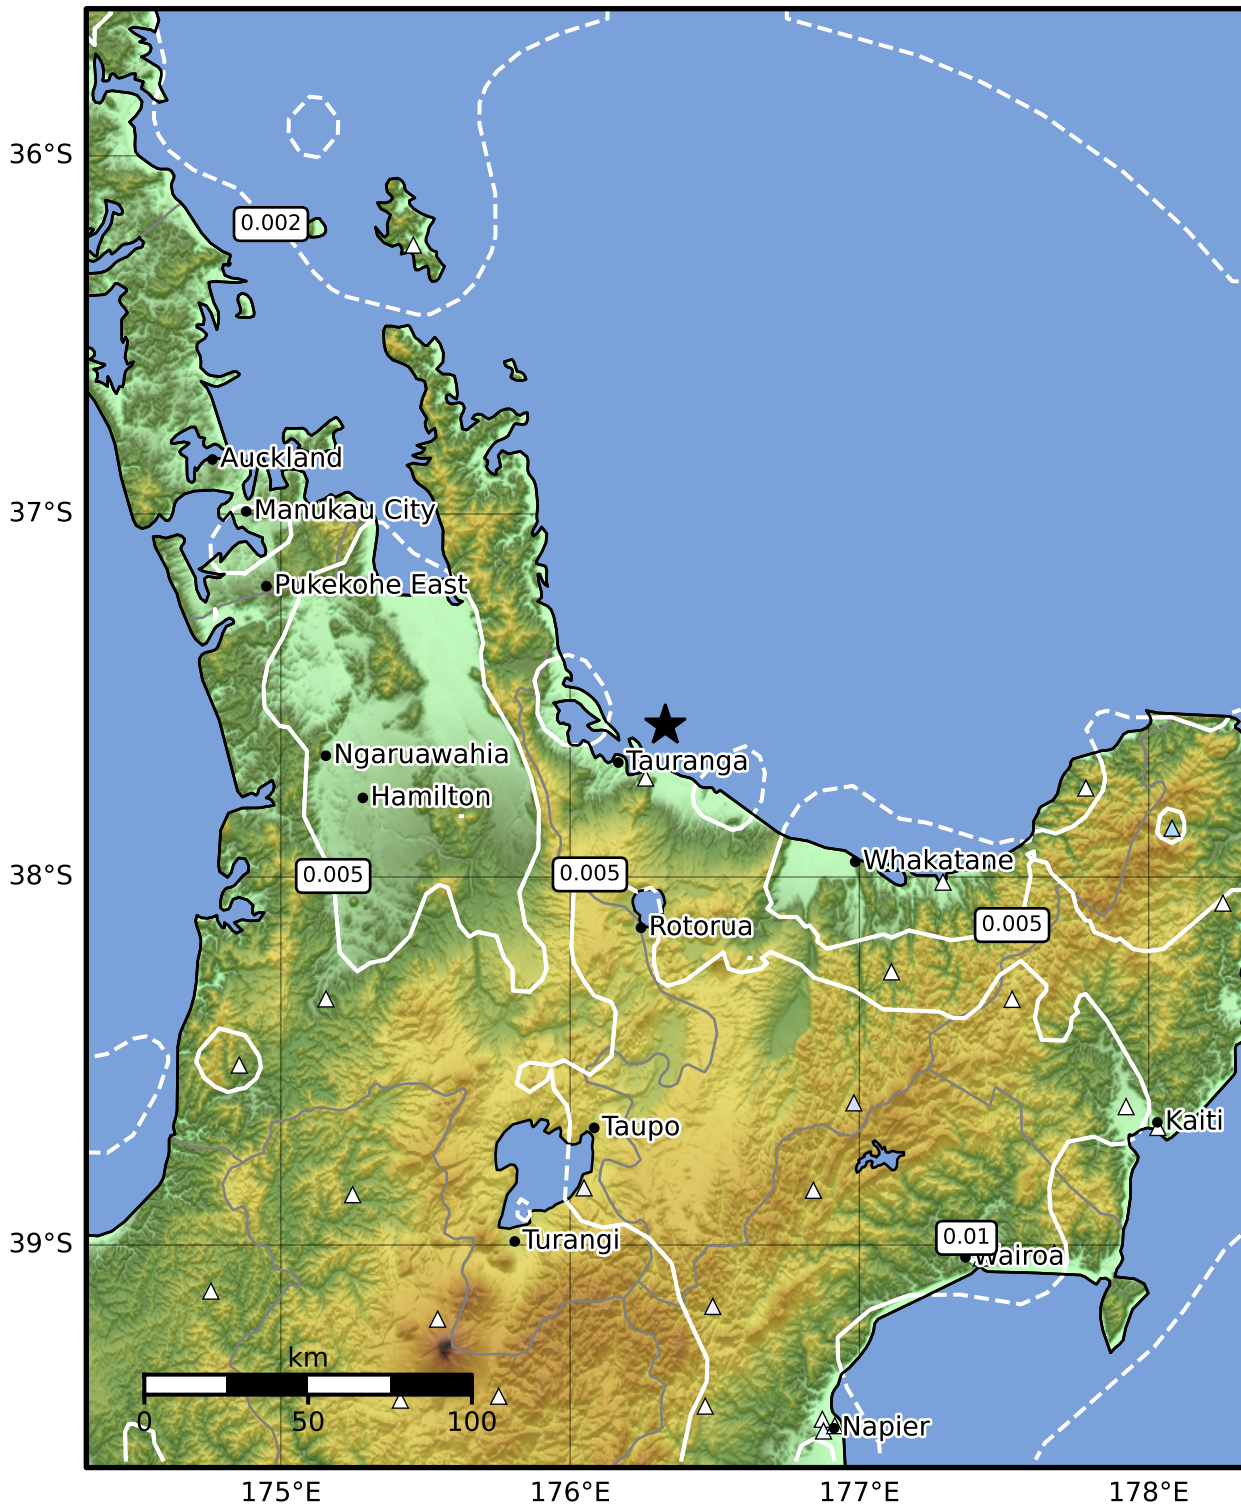 36°S
0.002
Auckland
37°S
Manukau City
Pukekohe East
Ngaruawahia
Tauranga
Hamilton
Whakatane
38°S
0.005
0.005
0.005
Rotorua
Taupo
Kaiti
39°S
Turangi
0.01
Wairoa
km
0
50
100
Napier
175°E
176°E
177°E
178°E